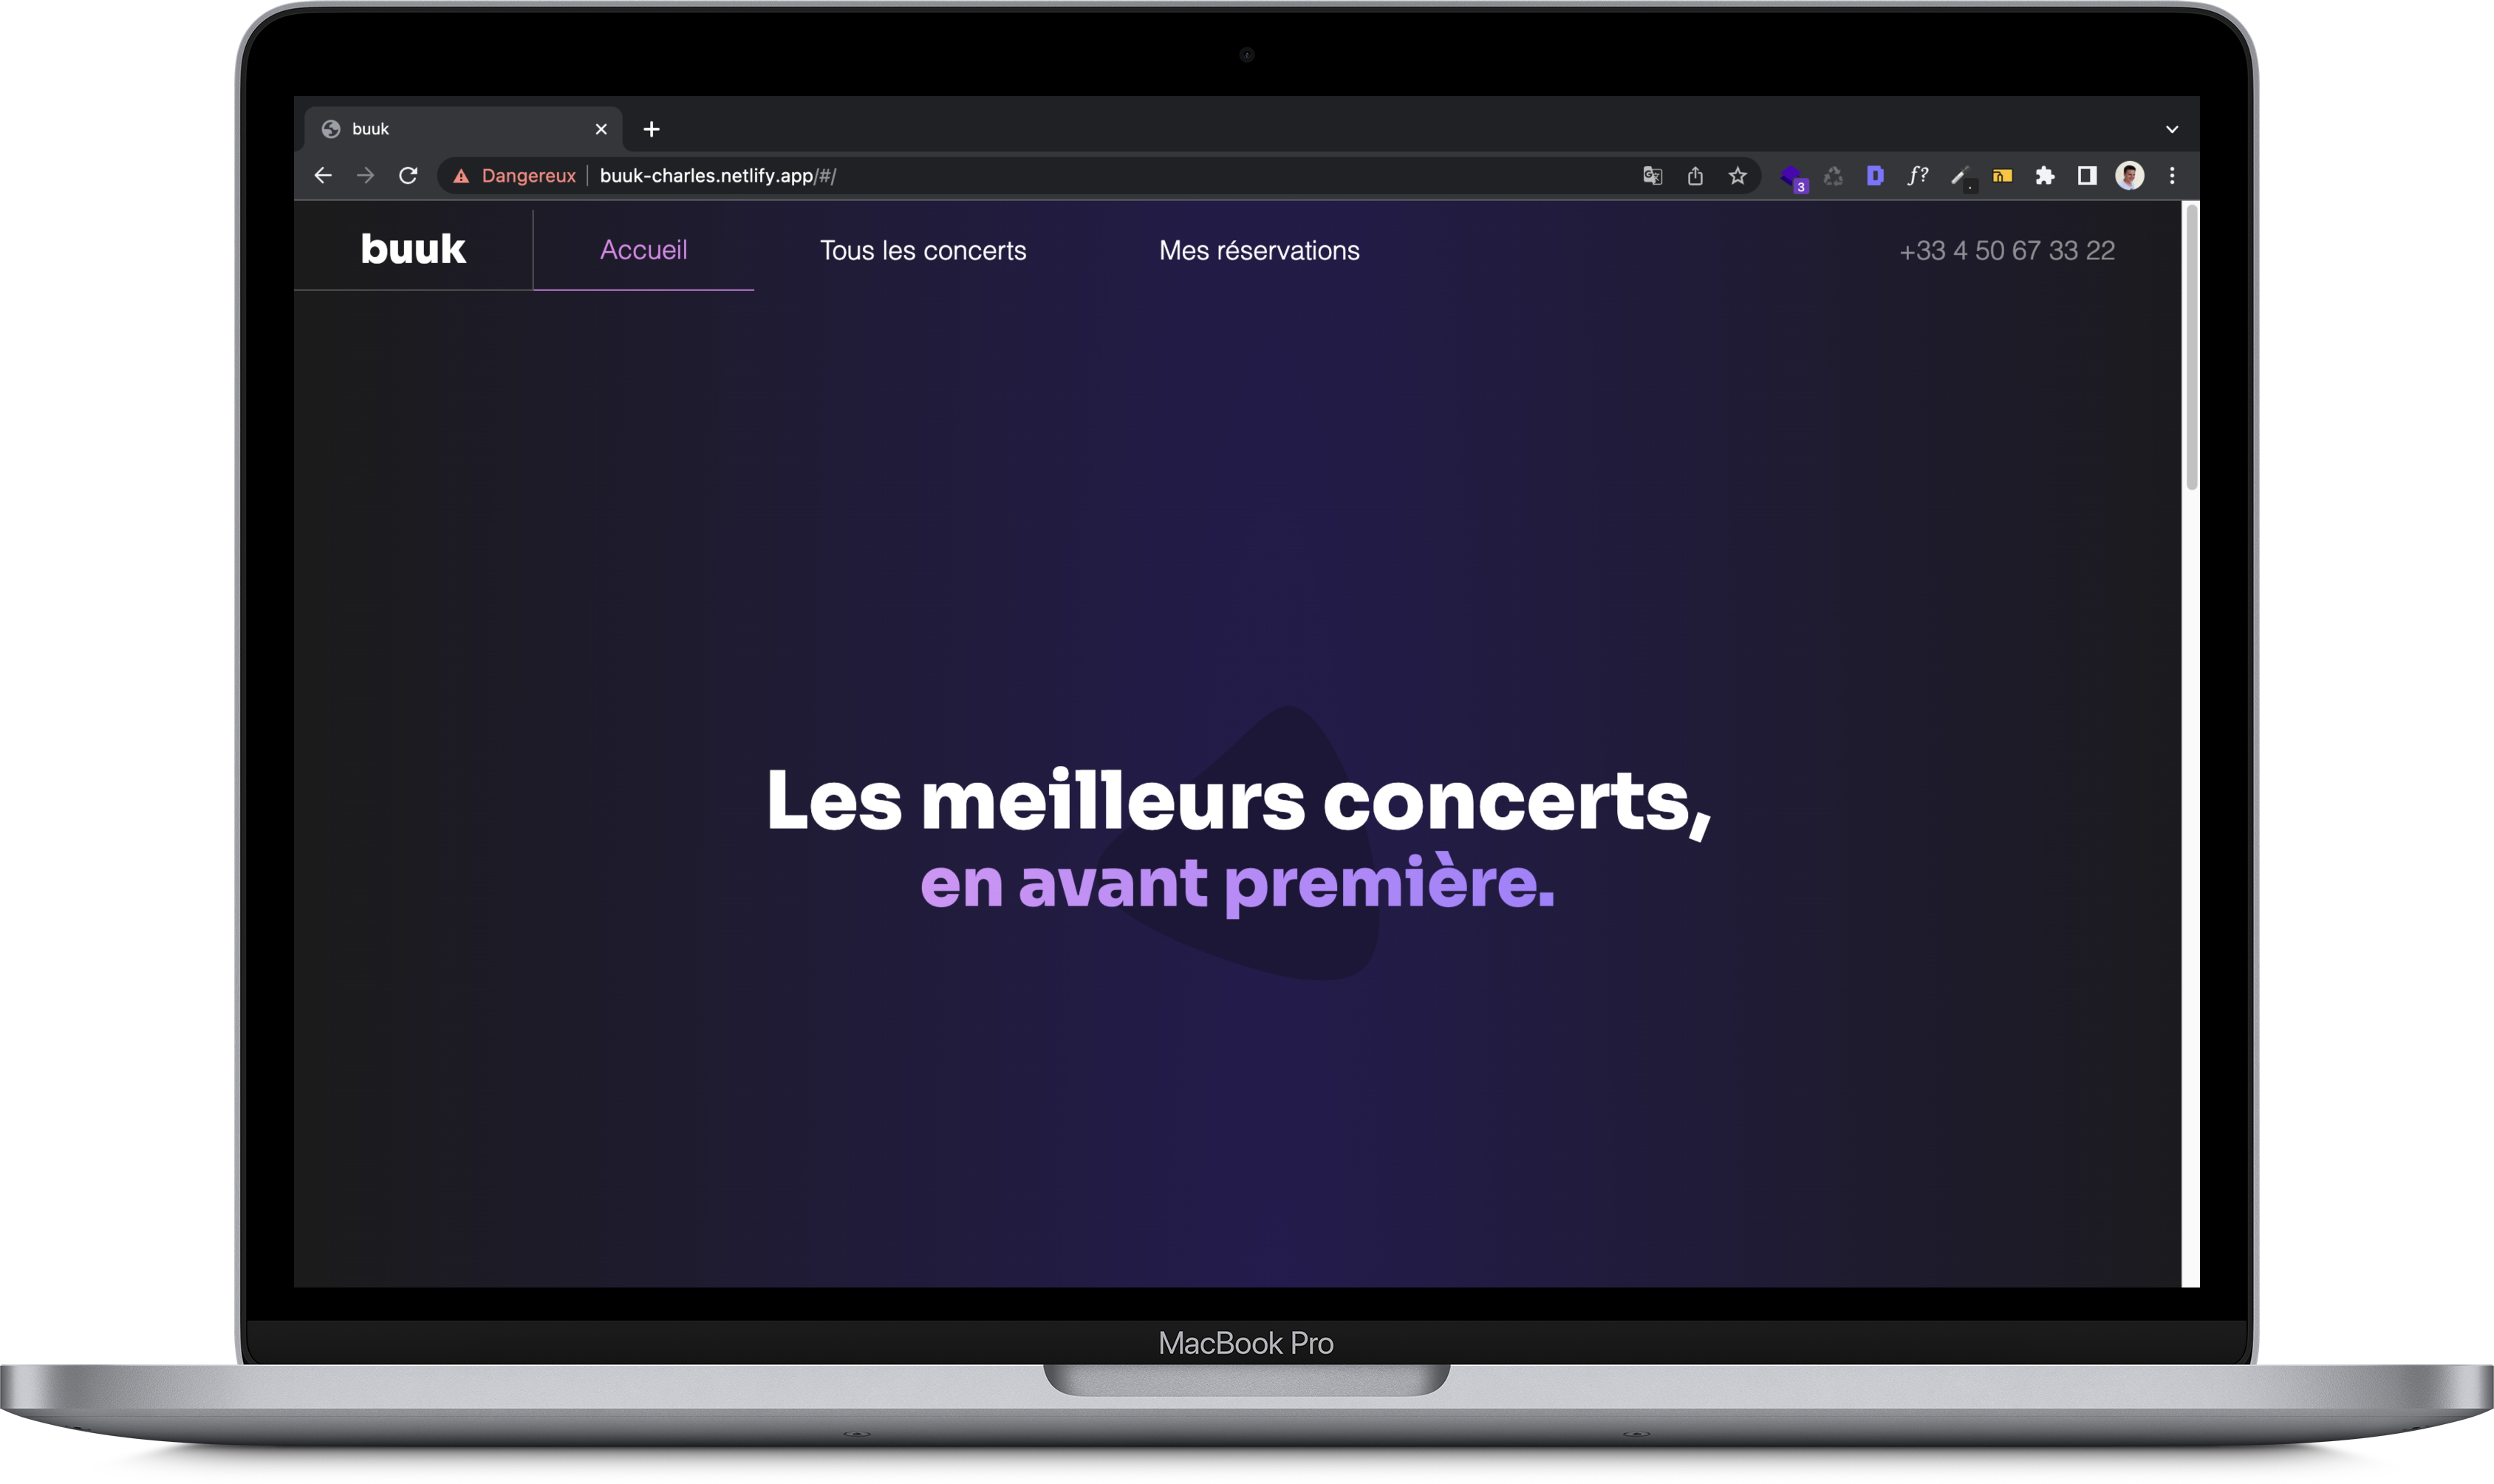 buuk
Dangereux buuk-charles.netlify.app/#/
3
f?
buuk Accueil Tous les concerts Mes réservations +33 4 50 67 33 22
Les meilleurs concerts,
en avant première.
MacBook Pro